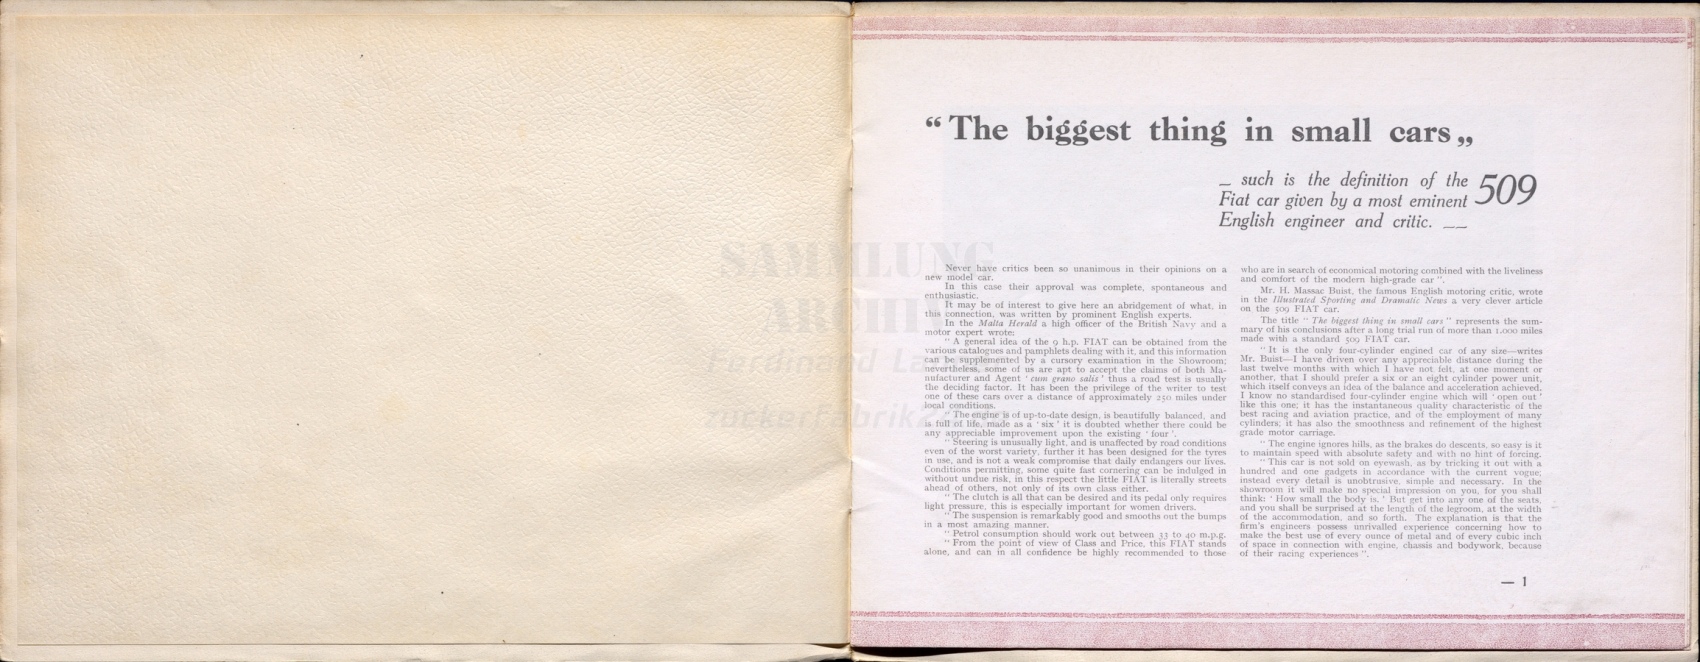 “ The biggest thing in small cars „
_ such is the definition of the 509
Fiat car given by a most eminent
English engineer and critic. __
Never have critics been so unanimous in their opinions on a
new model car.
In this case their approval was complete, spontaneous and
enthusiastic.
It may be of interest to give here an abridgement of what, in
this connection, was written by prominent English experts.
In the Malta Herald a high officer of the British Navy and a
motor expert wrote:
“ A general idea of the 9 h.p. FIAT can be obtained from the
various catalogues and pamphlets dealing with it, and this information
can be supplemented by a cursory examination in the Showroom;
nevertheless, some of us are apt to accept the claims of both Ma-
nufacturer and Agent ‘ cum grano salis ’ thus a road test is usually
the deciding factor. It has been the privilege of the writer to test
one of these cars over a distance of approximately 250 miles under
local conditions.
“ The engine is of up-to-date design, is beautifully balanced, and
is full of life, made as a ‘ six ’ it is doubted whether there could be
any appreciable improvement upon the existing ‘ four ’.
“ Steering is unusually light, and is unaffected by road conditions
even of the worst variety, further it has been designed for the tyres
in use, and is not a weak compromise that daily endangers our lives.
Conditions permitting, some quite fast cornering can be indulged in
without undue risk, in this respect the little FIAT is literally streets
ahead of others, not only of its own class either.
“ The clutch is all that can be desired and its pedal only requires
light pressure, this is especially important for women drivers.
“ The suspension is remarkably good and smooths out the bumps
in a most amazing manner.
“ Petrol consumption should work out between 33 to 40 m.p.g.
“ From the point of view of Class and Price, this FIAT stands
alone, and can in all confidence be highly recommended to those
who are in search of economical motoring combined with the liveliness
and comfort of the modern high-grade car ”.
Mr. H. Massac Buist, the famous English motoring critic, wrote
in the Illustrated Sporting and Dramatic News a very clever article
on the 509 FIAT car.
The title “ The biggest thing in small cars ” represents the sum-
mary of his conclusions after a long trial run of more than 1.000 miles
made with a standard 509 FIAT car.
“ It is the only four-cylinder engined car of any size—writes
Mr. Buist—I have driven over any appreciable distance during the
last twelve months with which I have not felt, at one moment or
another, that I should prefer a six or an eight cylinder power unit,
which itself conveys an idea of the balance and acceleration achieved.
I know no standardised four-cylinder engine which will ‘ open out ’
like this one; it has the instantaneous quality characteristic of the
best racing and aviation practice, and of the employment of many
cylinders; it has also the smoothness and refinement of the highest
grade motor carriage.
“ The engine ignores hills, as the brakes do descents, so easy is it
to maintain speed with absolute safety and with no hint of forcing.
“ This car is not sold on eyewash, as by tricking it out with a
hundred and one gadgets in accordance with the current vogue;
instead every detail is unobtrusive, simple and necessary. In the
showroom it will make no special impression on you, for you shall
think: ‘ How small the body is. ’ But get into any one of the seats,
and you shall be surprised at the length of the legroom, at the width
of the accommodation, and so forth. The explanation is that the
firm’s engineers possess unrivalled experience concerning how to
make the best use of every ounce of metal and of every cubic inch
of space in connection with engine, chassis and bodywork, because
of their racing experiences ”.
— 1
SAMMLUNG